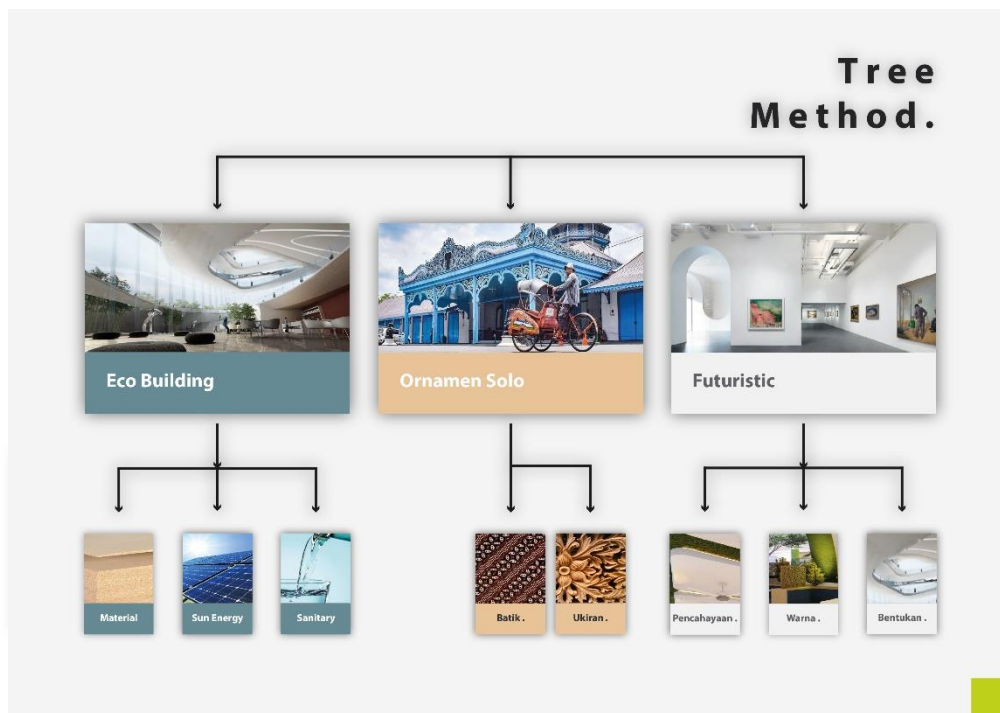 Tree
Method.
Eco Building
Ornamen Solo
Futuristic
Material
Sun Energy
Sanitary
Batik .
Ukiran .
Pencahayaan .
Warna .
Bentukan .